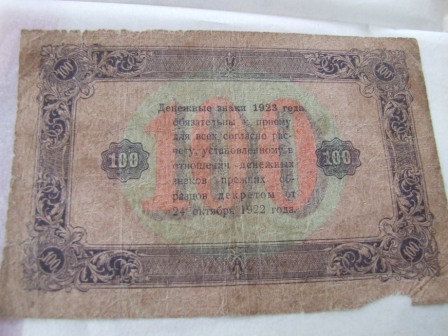 100
100
Денежные знаки 1923 года
обязательны к приему
для всех согласно рас-
чету, установленному в
отношении денежных
знаков прежних об-
разцов декретом от
24 октября 1922 года.
100
100
100
100